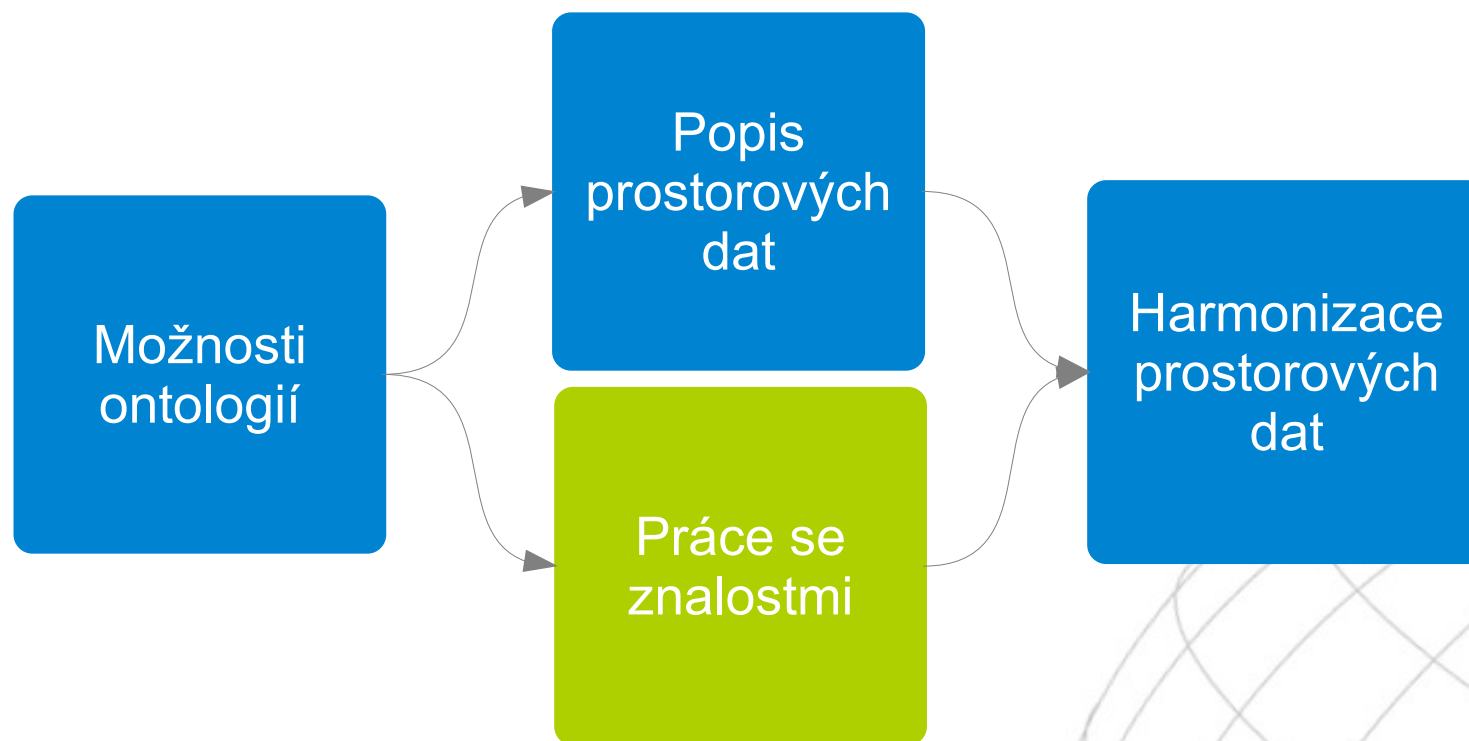 Možnosti
ontologií
Popis
prostorových
dat
Práce se
znalostmi
Harmonizace
prostorových
dat